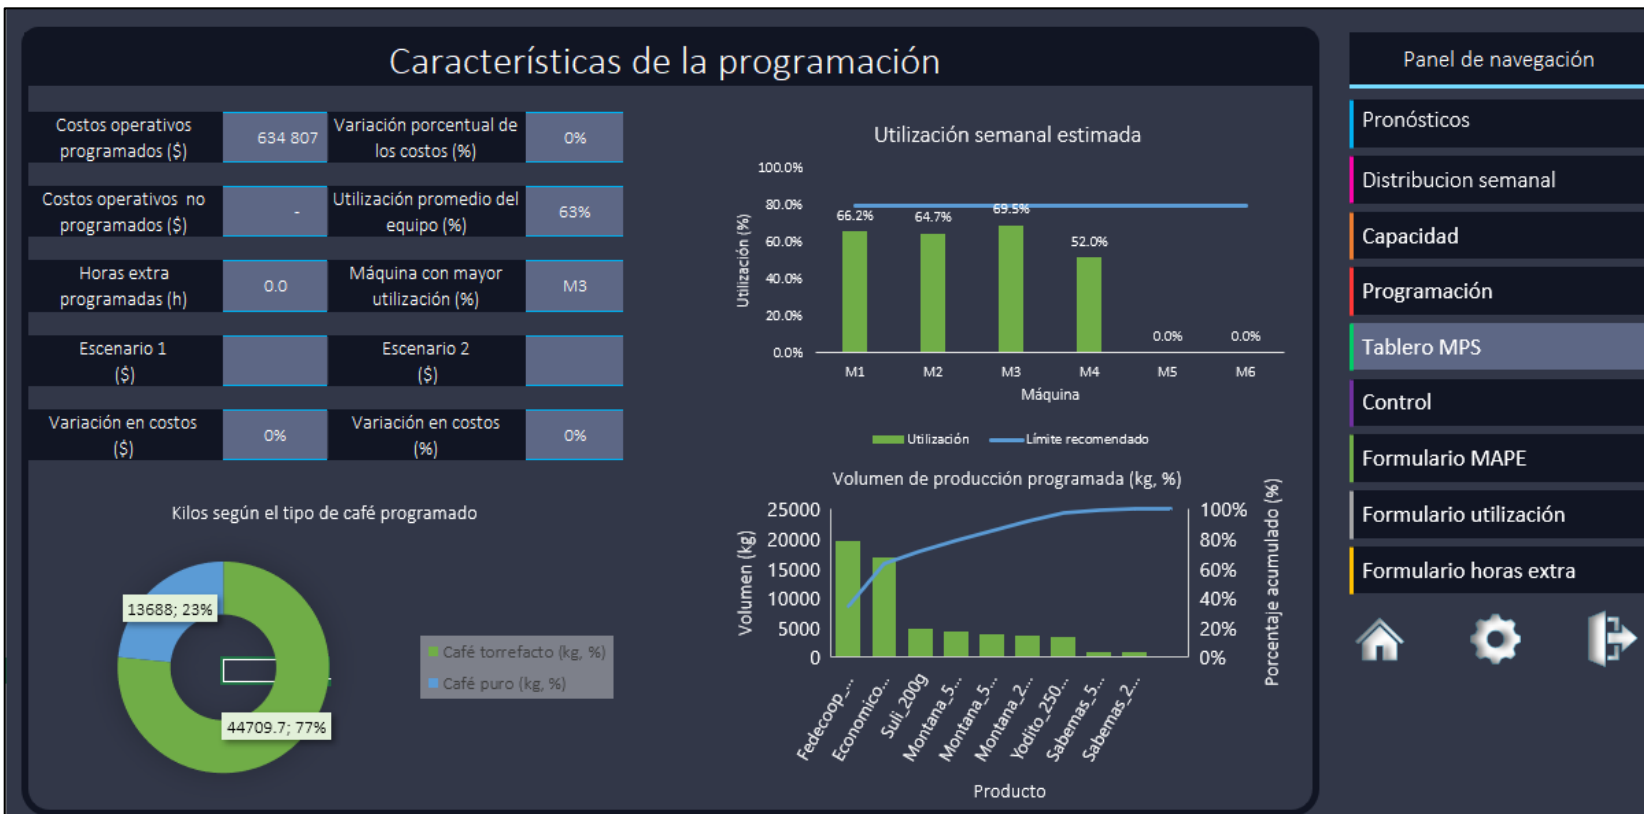 Características de la programación
Costos operativos
programados ($)
634 807
Variación porcentual de
los costos (%)
0%
Costos operativos no
programados ($)
-
Utilización promedio del
equipo (%)
63%
Horas extra
programadas (h)
0.0
Máquina con mayor
utilización (%)
M3
Escenario 1
($)
Escenario 2
($)
Variación en costos
($)
0%
Variación en costos
(%)
0%
Kilos según el tipo de café programado
13688; 23%
44709.7; 77%
Café torrefacto (kg, %)
Café puro (kg, %)
Utilización semanal estimada
Utilización (%)
100.0%
80.0%
60.0%
40.0%
20.0%
0.0%
66.2%
64.7%
69.5%
52.0%
0.0%
0.0%
M1
M2
M3
M4
M5
M6
Máquina
Utilización
Límite recomendado
Volumen de producción programada (kg, %)
Volumen (kg)
25000
20000
15000
10000
5000
0
100%
80%
60%
40%
20%
0%
Porcentaje acumulado (%)
Fedecoop_...
Economico...
Suli_200g
Montana_5...
Montana_5...
Montana_2...
Yodito_250...
Sabemas_5...
Sabemas_2...
Producto
Panel de navegación
Pronósticos
Distribucion semanal
Capacidad
Programación
Tablero MPS
Control
Formulario MAPE
Formulario utilización
Formulario horas extra